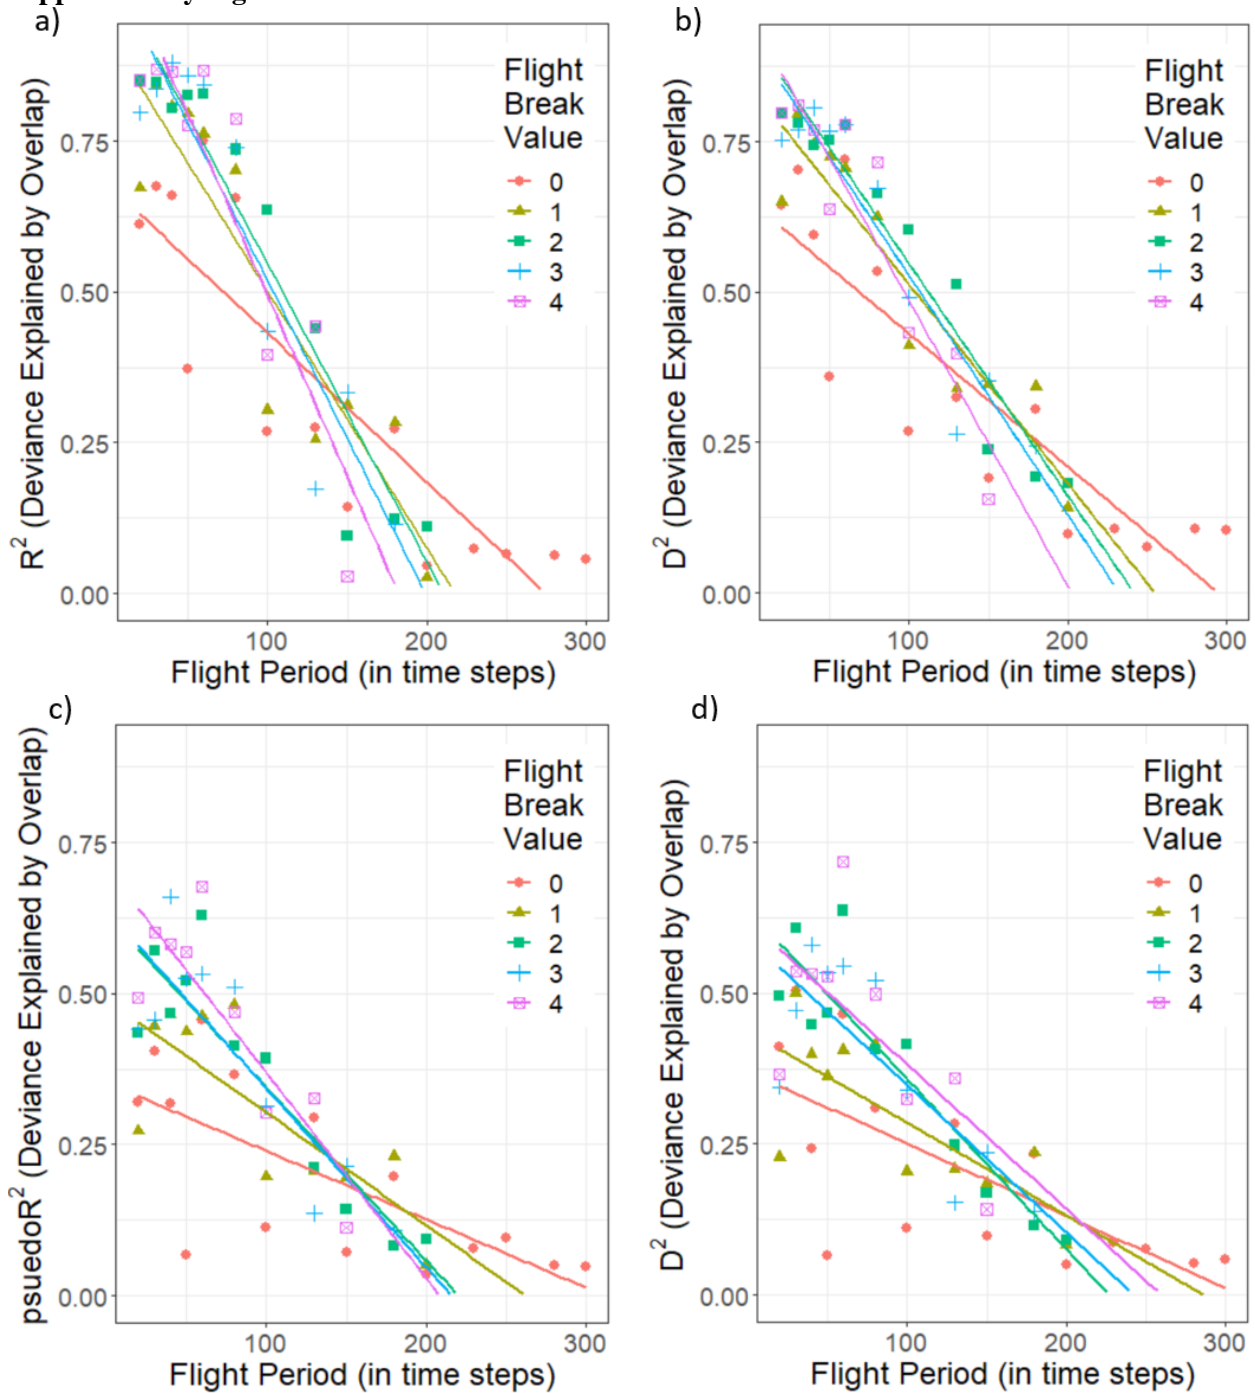 a)
R2 (Deviance Explained by Overlap)
0.75
0.50
0.25
0.00
100 200 300
Flight Period (in time steps)
Flight
Break
Value
0
1
2
3
4
b)
D2 (Deviance Explained by Overlap)
0.75
0.50
0.25
0.00
100 200 300
Flight Period (in time steps)
Flight
Break
Value
0
1
2
3
4
c)
psuedoR2 (Deviance Explained by Overlap)
0.75
0.50
0.25
0.00
100 200 300
Flight Period (in time steps)
Flight
Break
Value
0
1
2
3
4
d)
D2 (Deviance Explained by Overlap)
0.75
0.50
0.25
0.00
100 200 300
Flight Period (in time steps)
Flight
Break
Value
0
1
2
3
4